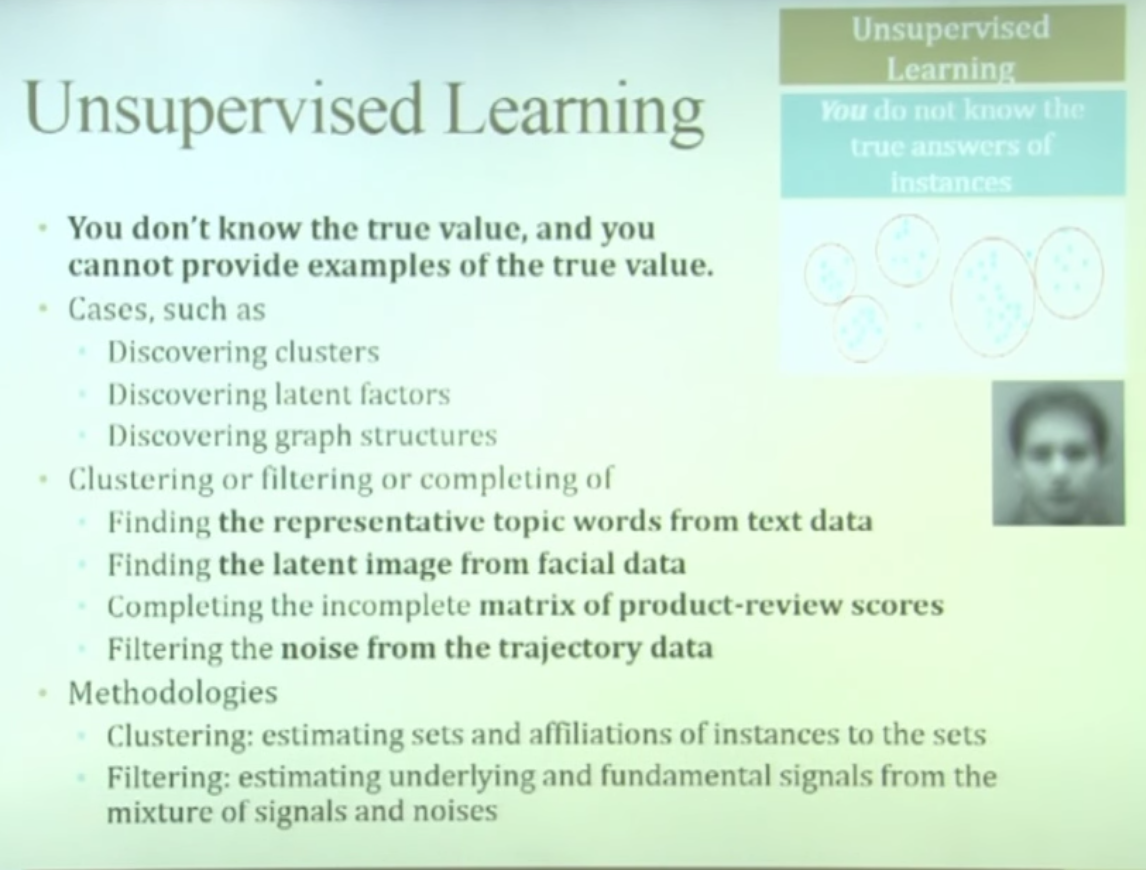 Unsupervised Learning
Unsupervised
Learning
You do not know the
true answers of
instances
• You don't know the true value, and you
cannot provide examples of the true value.
• Cases, such as
• Discovering clusters
• Discovering latent factors
• Discovering graph structures
• Clustering or filtering or completing of
• Finding the representative topic words from text data
• Finding the latent image from facial data
• Completing the incomplete matrix of product-review scores
• Filtering the noise from the trajectory data
• Methodologies
• Clustering: estimating sets and affiliations of instances to the sets
• Filtering: estimating underlying and fundamental signals from the
mixture of signals and noises